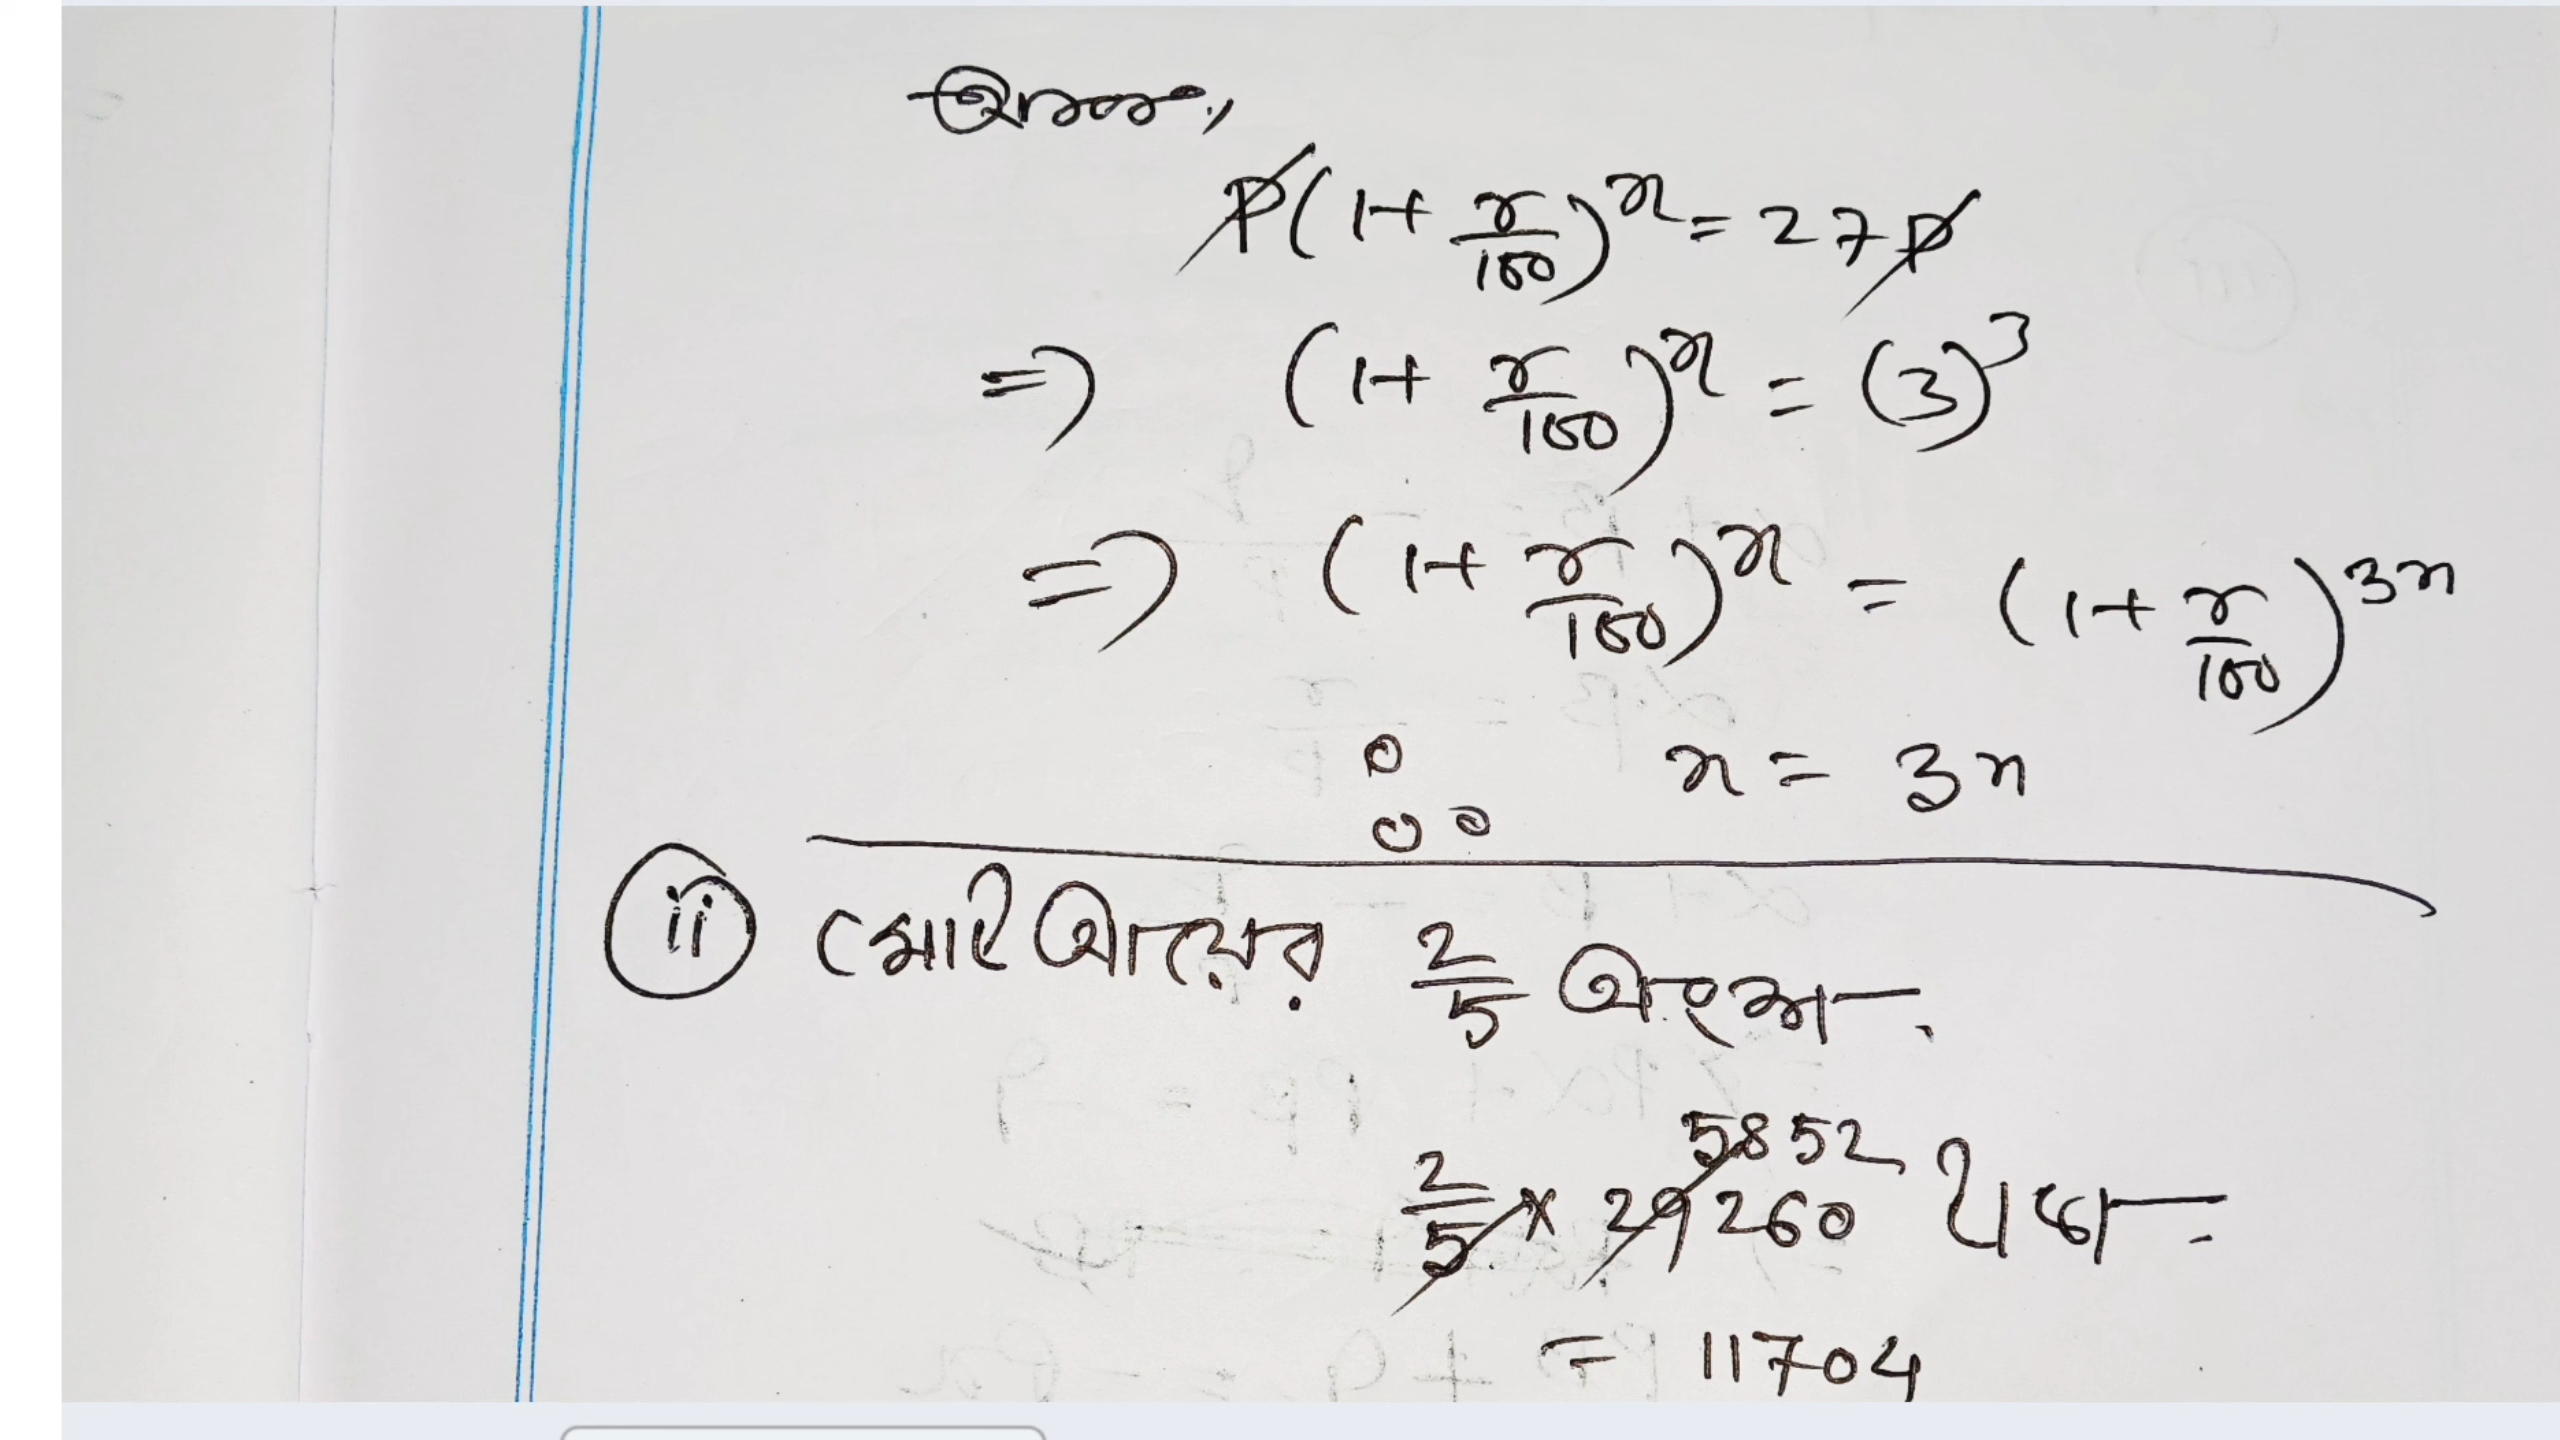 আবার,
P(1+ r/100)^x = 27P
=> (1+ r/100)^x = (3)^3
=> (1+ r/100)^x = (1+ r/100)^3n
∴ x = 3n
(ii) মোট আয়ের 2/5 অংশ
5852
2/5 × 29260 টাকা
= 11704